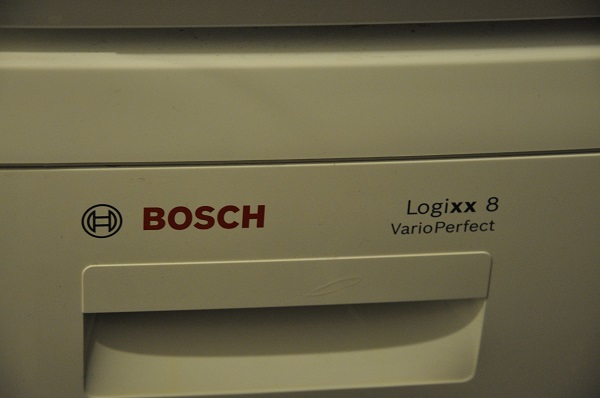 BOSCH
Logixx 8
VarioPerfect